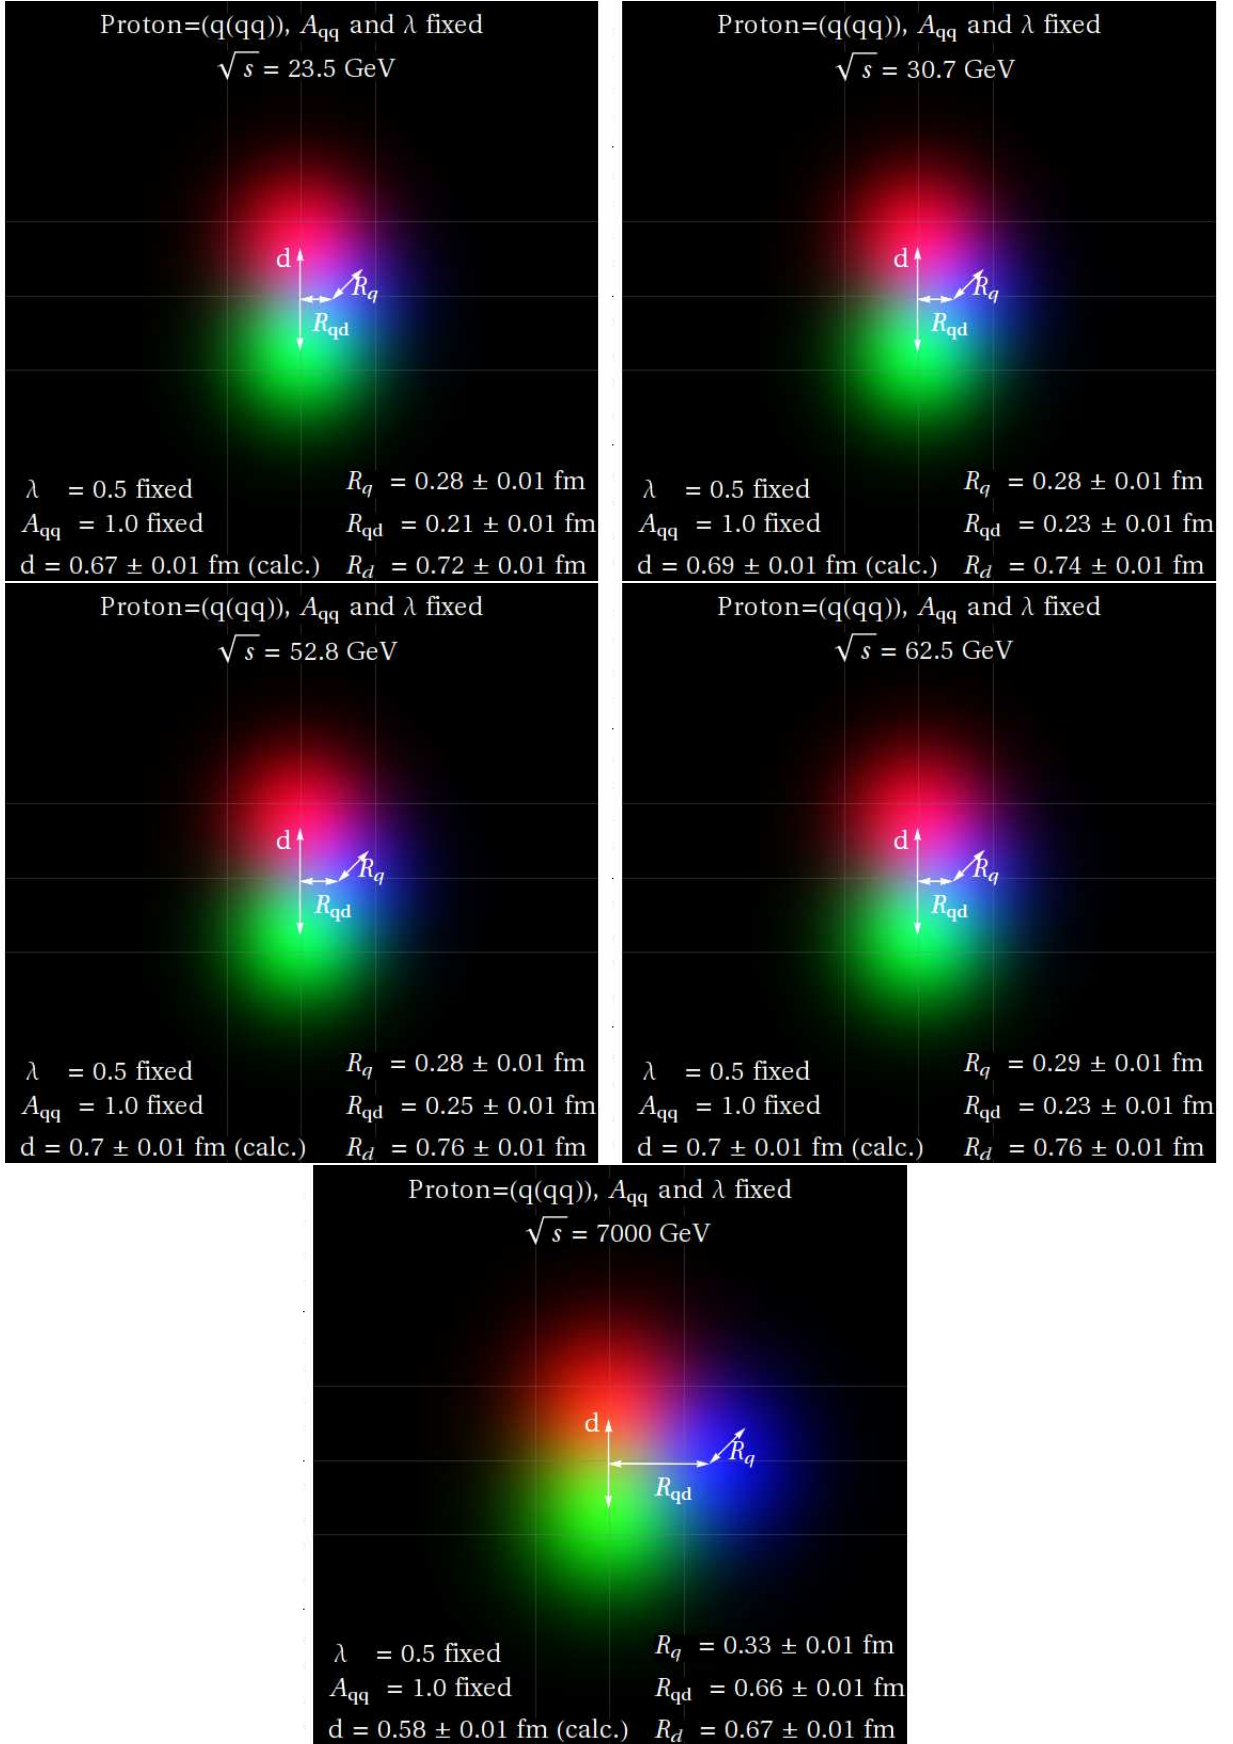 Proton=(q(qq)), A_qq and λ fixed
√s = 23.5 GeV
d
R_q
R_qd
λ = 0.5 fixed
R_q = 0.28 ± 0.01 fm
A_qq = 1.0 fixed
R_qd = 0.21 ± 0.01 fm
d = 0.67 ± 0.01 fm (calc.)
R_d = 0.72 ± 0.01 fm
Proton=(q(qq)), A_qq and λ fixed
√s = 30.7 GeV
d
R_q
R_qd
λ = 0.5 fixed
R_q = 0.28 ± 0.01 fm
A_qq = 1.0 fixed
R_qd = 0.23 ± 0.01 fm
d = 0.69 ± 0.01 fm (calc.)
R_d = 0.74 ± 0.01 fm
Proton=(q(qq)), A_qq and λ fixed
√s = 52.8 GeV
d
R_q
R_qd
λ = 0.5 fixed
R_q = 0.28 ± 0.01 fm
A_qq = 1.0 fixed
R_qd = 0.25 ± 0.01 fm
d = 0.7 ± 0.01 fm (calc.)
R_d = 0.76 ± 0.01 fm
Proton=(q(qq)), A_qq and λ fixed
√s = 62.5 GeV
d
R_q
R_qd
λ = 0.5 fixed
R_q = 0.29 ± 0.01 fm
A_qq = 1.0 fixed
R_qd = 0.23 ± 0.01 fm
d = 0.7 ± 0.01 fm (calc.)
R_d = 0.76 ± 0.01 fm
Proton=(q(qq)), A_qq and λ fixed
√s = 7000 GeV
d
R_q
R_qd
λ = 0.5 fixed
R_q = 0.33 ± 0.01 fm
A_qq = 1.0 fixed
R_qd = 0.66 ± 0.01 fm
d = 0.58 ± 0.01 fm (calc.)
R_d = 0.67 ± 0.01 fm